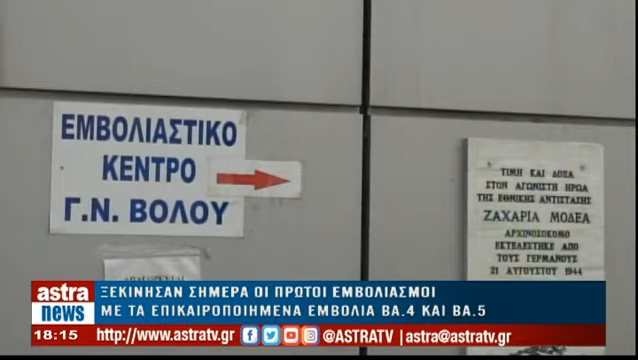 ΕΜΒΟΛΙΑΣΤΙΚΟ
ΚΕΝΤΡΟ
Γ.Ν. ΒΟΛΟΥ
ΤΙΜΗ ΚΑΙ ΔΟΞΑ
ΣΤΟΝ ΑΓΩΝΙΣΤΗ ΗΡΩΑ
ΤΗΣ ΕΘΝΙΚΗΣ ΑΝΤΙΣΤΑΣΗΣ
ΖΑΧΑΡΙΑ ΜΟΔΕΑ
ΑΡΧΙΝΟΣΟΚΟΜΟ
ΕΚΤΕΛΕΣΤΗΚΕ ΑΠΟ
ΤΟΥΣ ΓΕΡΜΑΝΟΥΣ
21 ΑΥΓΟΥΣΤΟΥ 1944
astra
news
ΞΕΚΙΝΗΣΑΝ ΣΗΜΕΡΑ ΟΙ ΠΡΩΤΟΙ ΕΜΒΟΛΙΑΣΜΟΙ
ΜΕ ΤΑ ΕΠΙΚΑΙΡΟΠΟΙΗΜΕΝΑ ΕΜΒΟΛΙΑ BA.4 ΚΑΙ BA.5
18:15 http://www.astratv.gr @ASTRATV | astra@astratv.gr